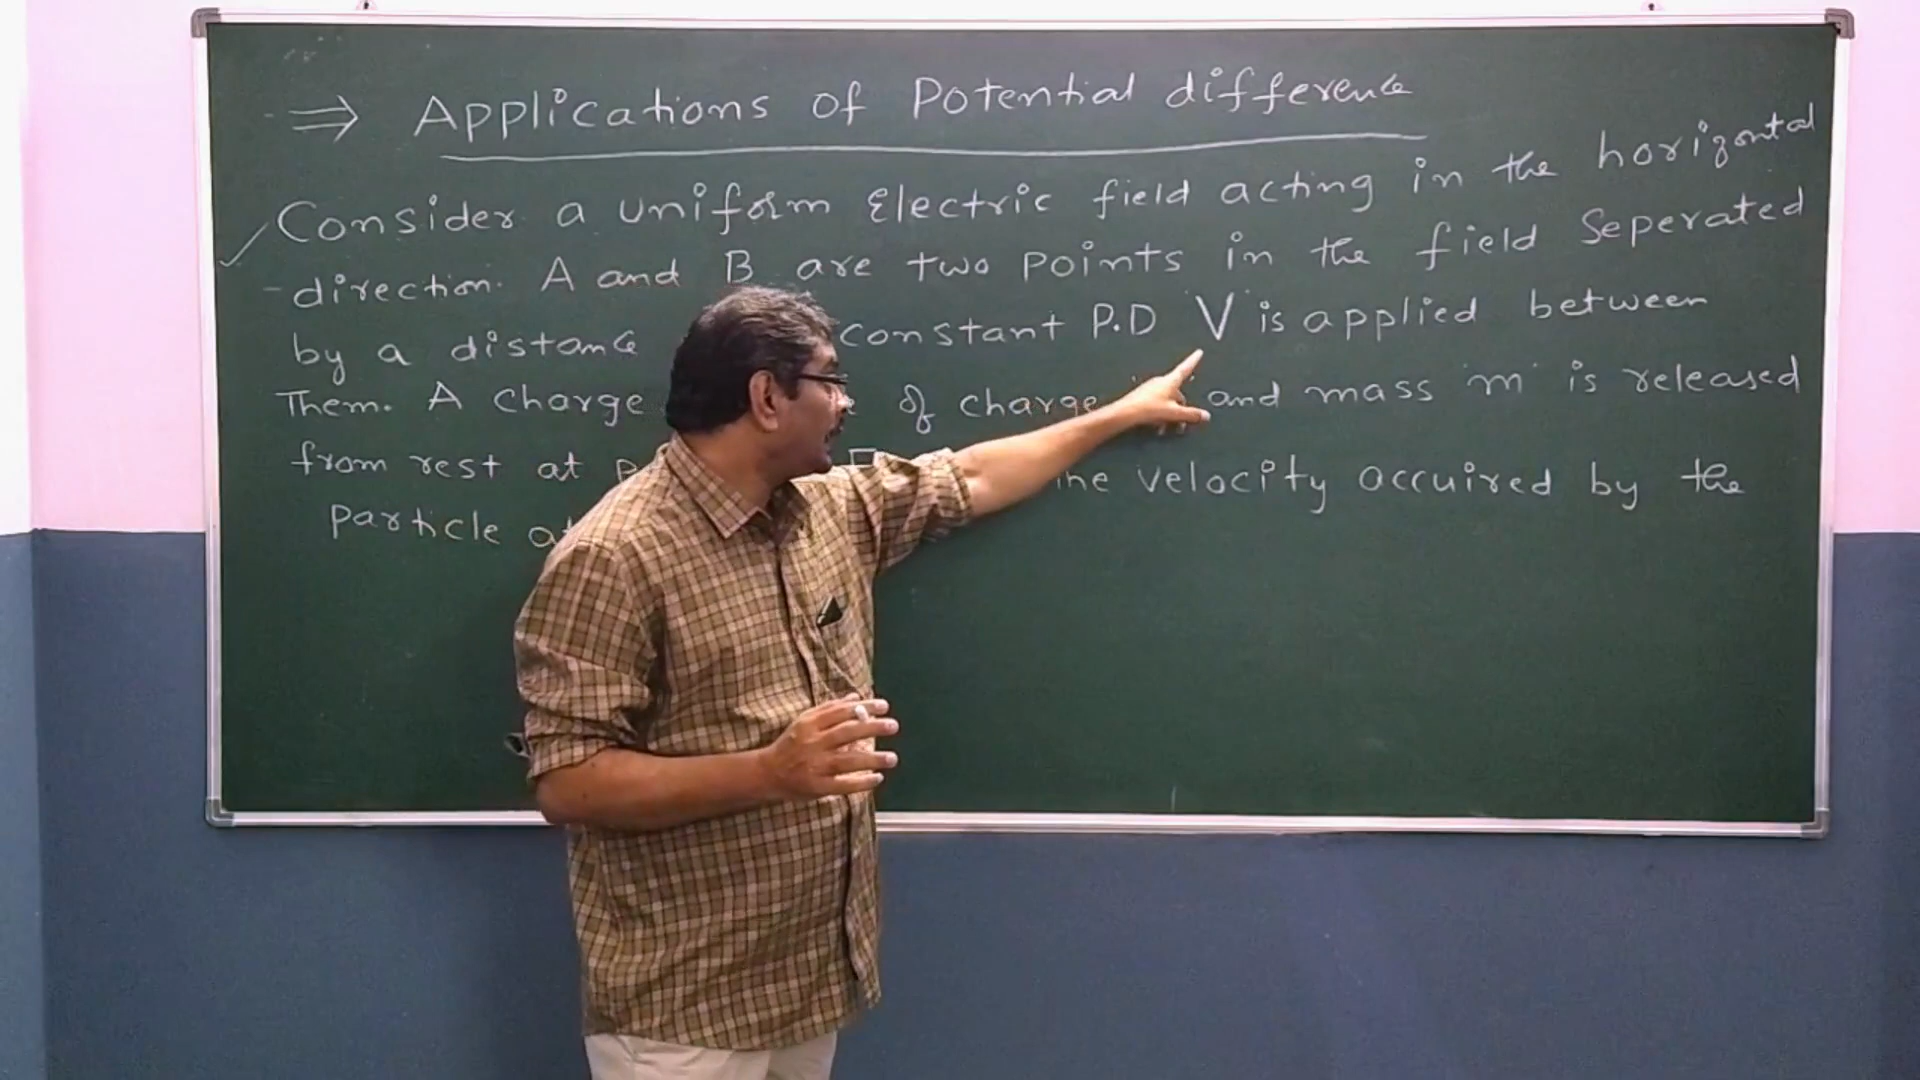 ⇒ Applications of Potential difference
Consider a uniform Electric field acting in the horizontal
direction. A and B are two points in the field Seperated
by a distance constant P.D 'V' is applied between
Them. A charge of charge and mass 'm' is released
from rest at the velocity accuired by the
particle at